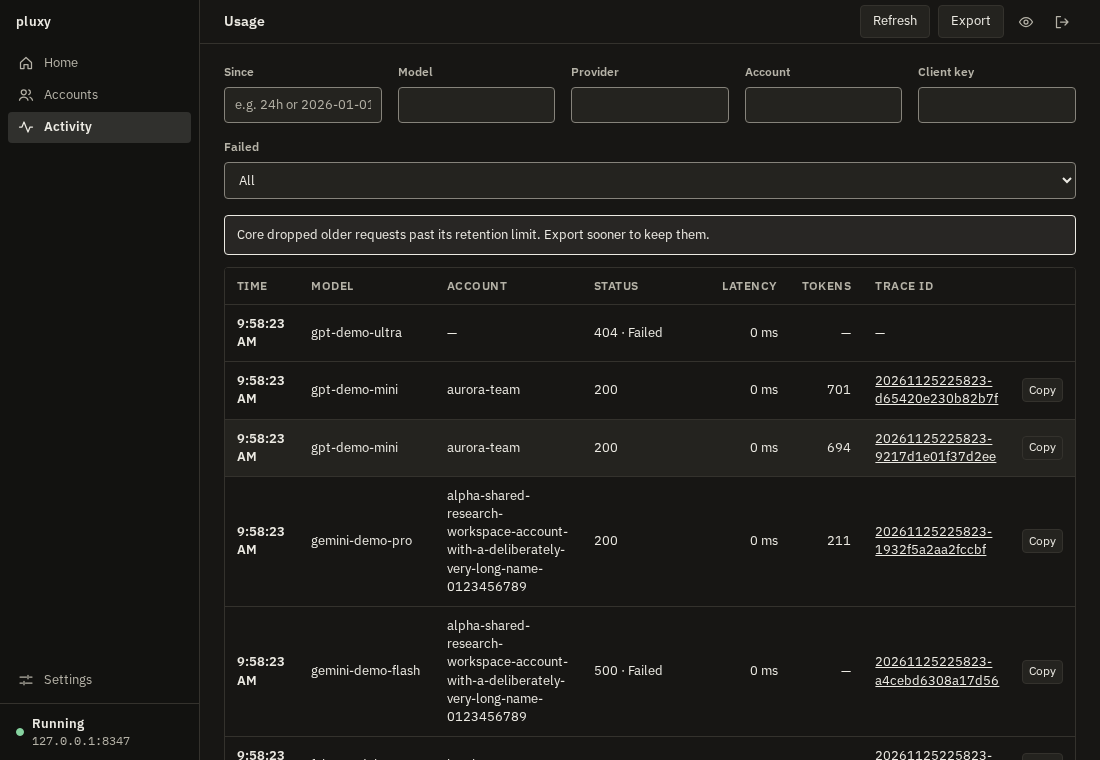 pluxy
Usage
Refresh
Export
Home
Accounts
Activity
Since
Model
Provider
Account
Client key
e.g. 24h or 2026-01-01
Failed
All
Core dropped older requests past its retention limit. Export sooner to keep them.
TIME MODEL ACCOUNT STATUS LATENCY TOKENS TRACE ID
9:58:23 AM
gpt-demo-ultra
—
404 · Failed
0 ms
—
—
9:58:23 AM
gpt-demo-mini
aurora-team
200
0 ms
701
20261125225823-
d65420e230b82b7f
Copy
9:58:23 AM
gpt-demo-mini
aurora-team
200
0 ms
694
20261125225823-
9217d1e01f37d2ee
Copy
9:58:23 AM
gemini-demo-pro
alpha-shared-
research-
workspace-account-
with-a-deliberately-
very-long-name-
0123456789
200
0 ms
211
20261125225823-
1932f5a2aa2fccbf
Copy
9:58:23 AM
gemini-demo-flash
alpha-shared-
research-
workspace-account-
with-a-deliberately-
very-long-name-
0123456789
500 · Failed
0 ms
—
20261125225823-
a4cebd6308a17d56
Copy
9:58:23
20261125225823-
Settings
Running
127.0.0.1:8347